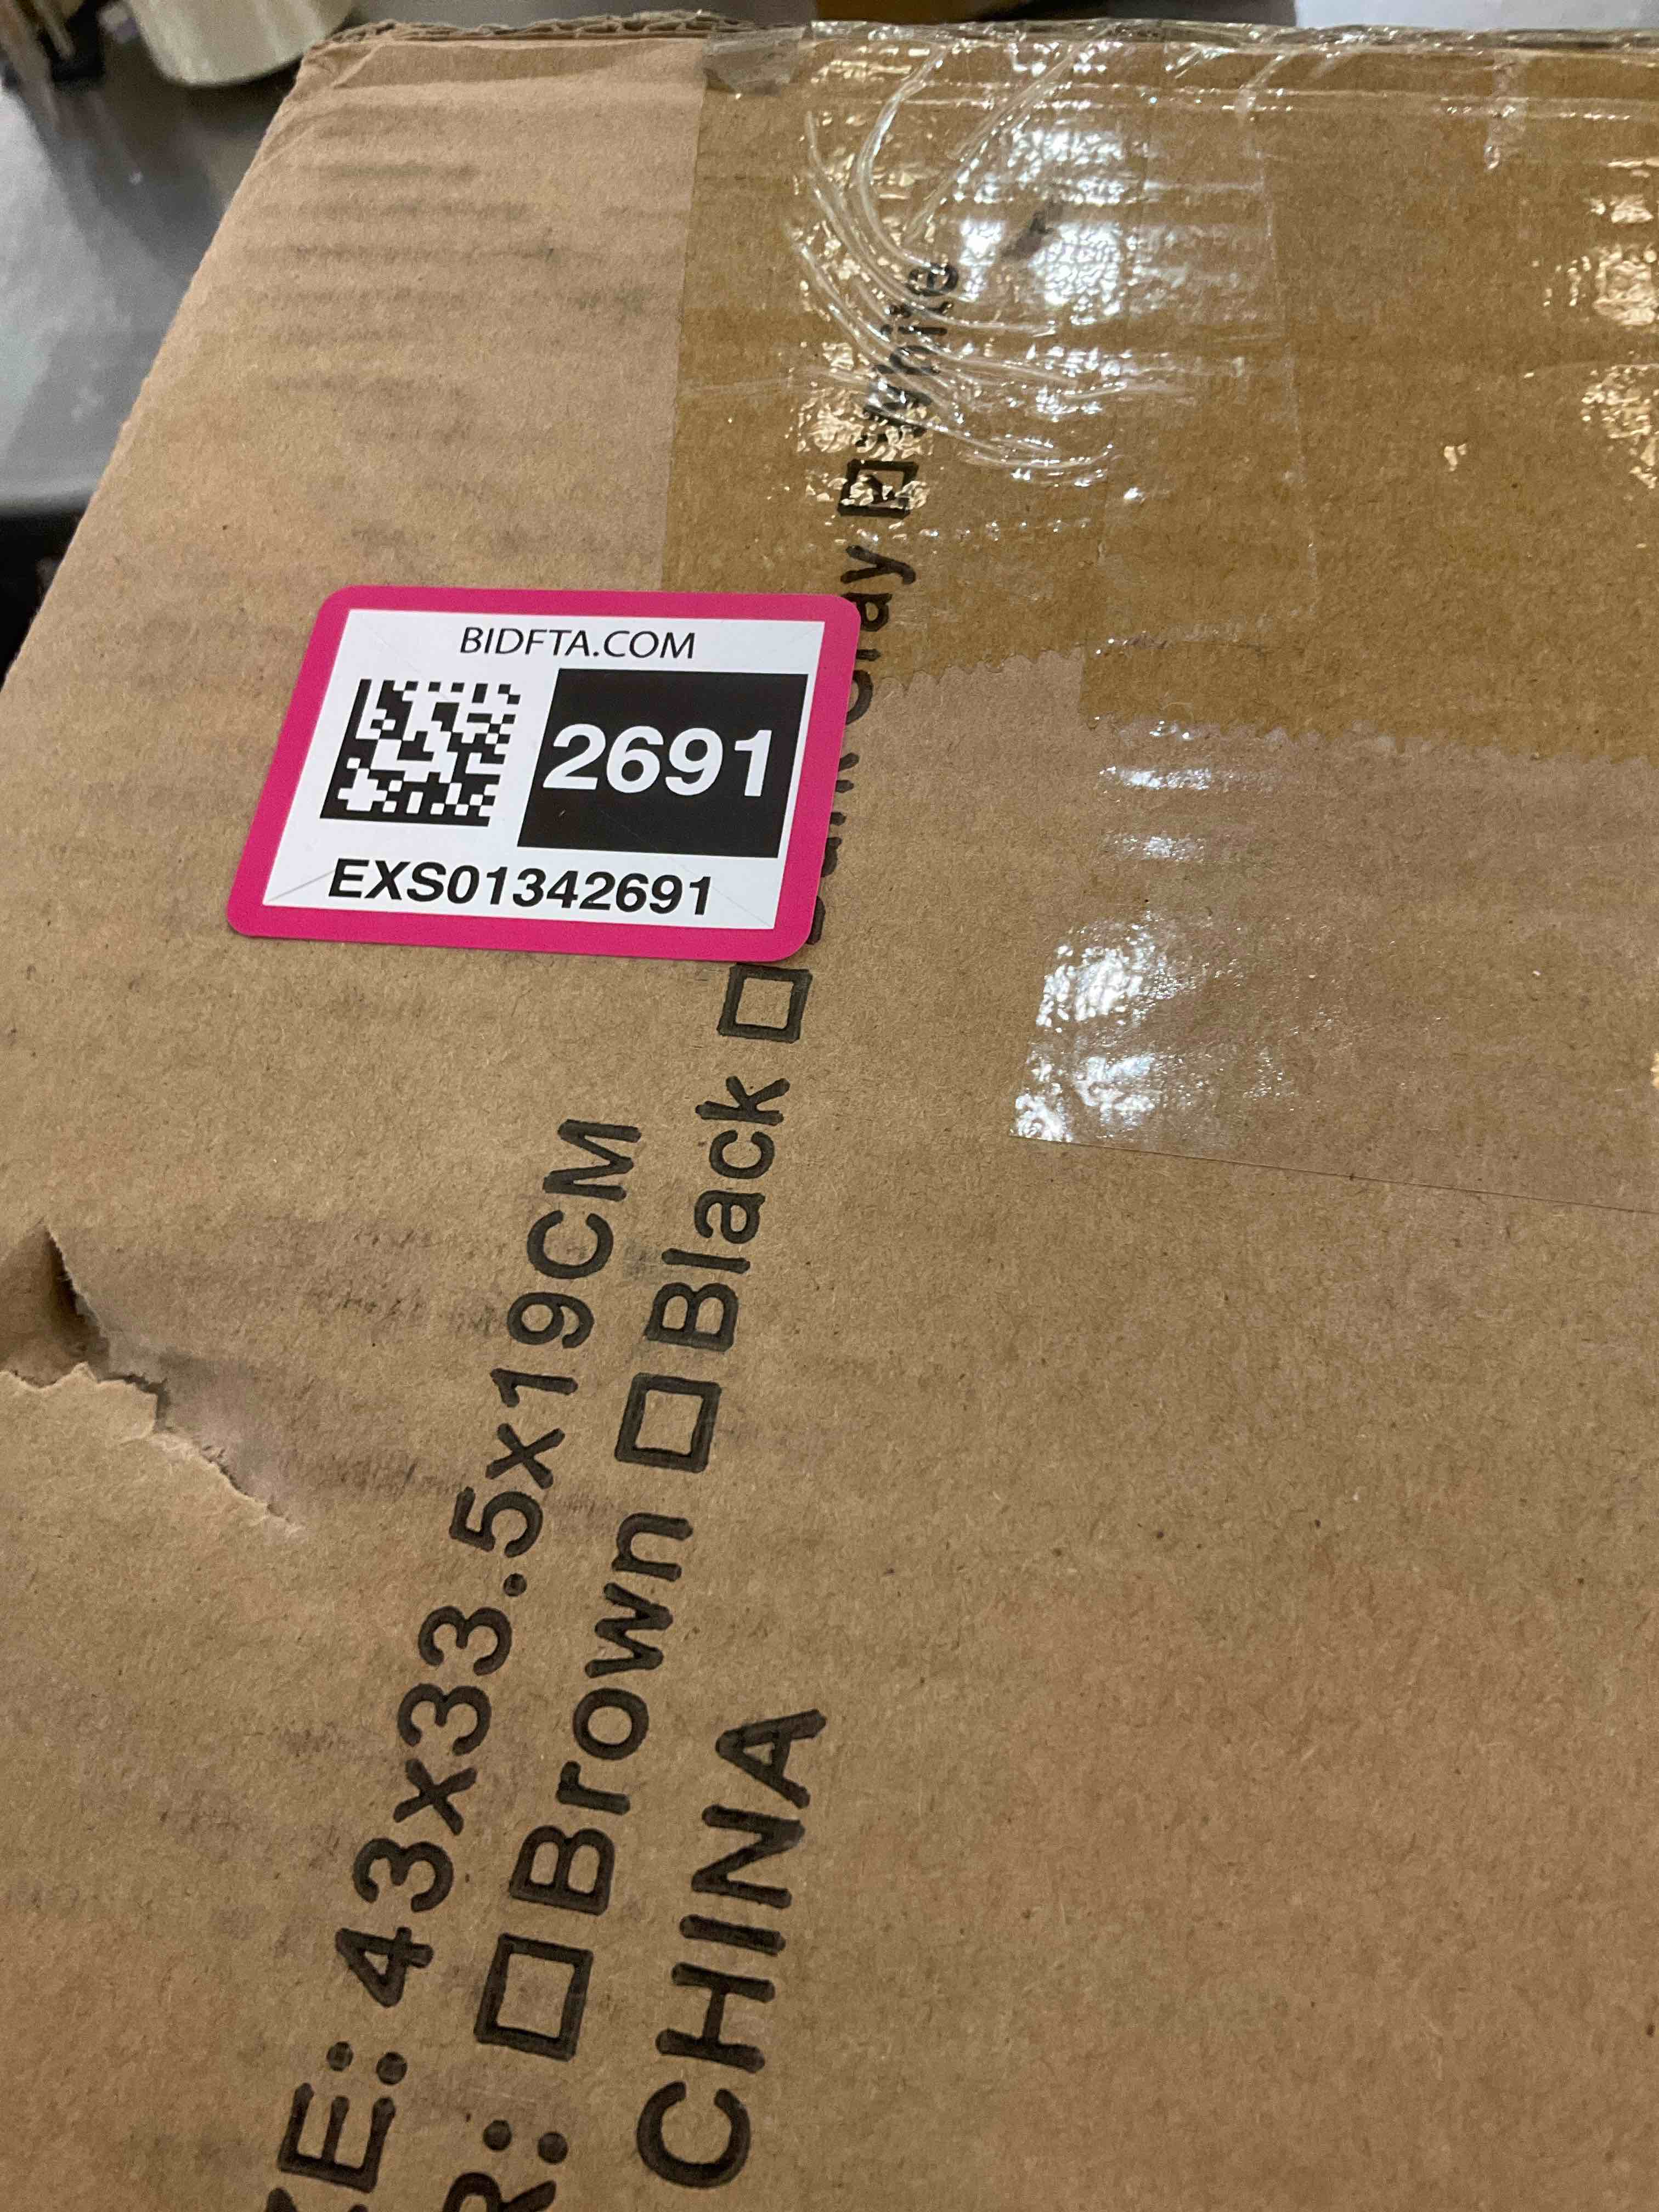 BIDFTA.COM
2691
EXS01342691
E: 43x33.5x19CM
R: □Brown □Black □ Gray ☑White
CHINA